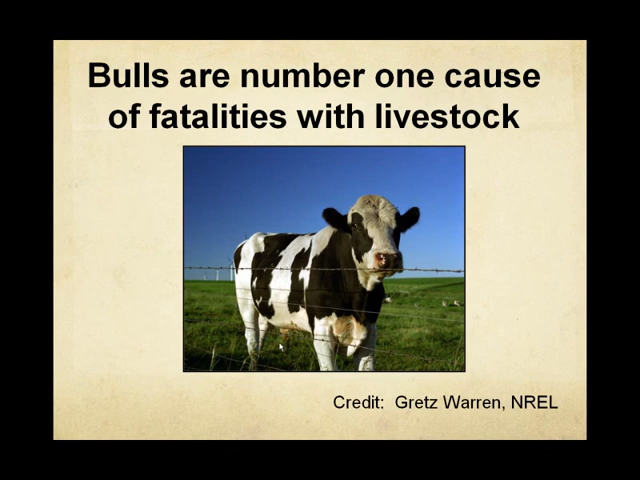 Bulls are number one cause
of fatalities with livestock
Credit:  Gretz Warren, NREL